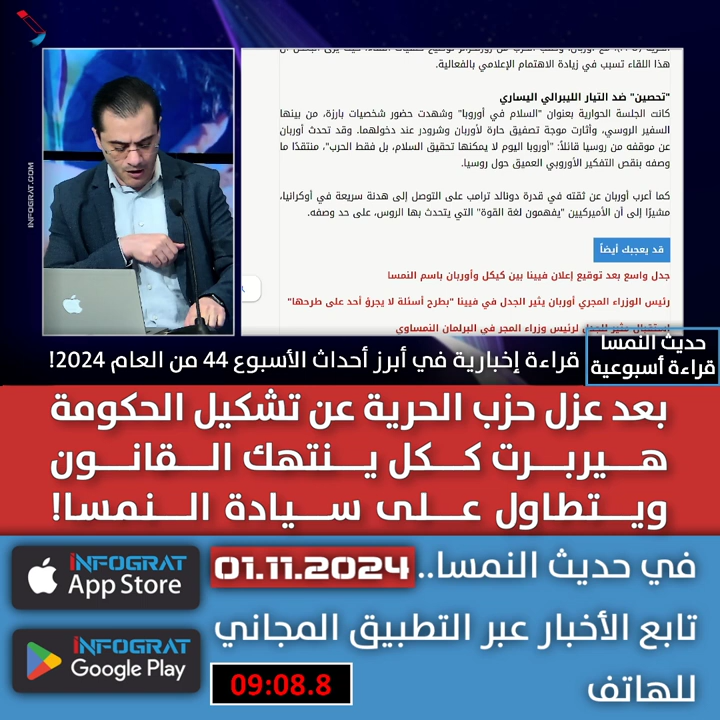 هذا اللقاء تسبب في زيادة الاهتمام الإعلامي بالفعالية.
"تحصين" ضد التيار الليبرالي اليساري
كانت الجلسة الحوارية بعنوان "السلام في أوروبا" وشهدت حضور شخصيات بارزة، من بينها
السفير الروسي، وأثارت موجة تصفيق حارة لأوربان وشرودر عند دخولهما. وقد تحدث أوربان
عن موقفه من روسيا قائلاً: "أوروبا اليوم لا يمكنها تحقيق السلام، بل فقط الحرب"، منتقدًا ما
وصفه بنقص التفكير الأوروبي العميق حول روسيا.
كما أعرب أوربان عن ثقته في قدرة دونالد ترامب على التوصل إلى هدنة سريعة في أوكرانيا،
مشيرًا إلى أن الأميركيين "يفهمون لغة القوة" التي يتحدث بها الروس، على حد وصفه.
قد يعجبك أيضاً
جدل واسع بعد توقيع إعلان فيينا بين كيكل وأوربان باسم النمسا
رئيس الوزراء المجري أوربان يثير الجدل في فيينا "بطرح أسئلة لا يجرؤ أحد على طرحها"
إستقبال مثير للجدل لرئيس وزراء المجر في البرلمان النمساوي
INFOGRAT.COM
حديث النمسا
قراءة أسبوعية
قراءة إخبارية في أبرز أحداث الأسبوع 44 من العام 2024!
بعد عزل حزب الحرية عن تشكيل الحكومة
هيربرت ككل ينتهك القانون
ويتطاول على سيادة النمسا!
في حديث النمسا.. 01.11.2024
تابع الأخبار عبر التطبيق المجاني
للهاتف
INFOGRAT
App Store
INFOGRAT
Google Play
09:08.8